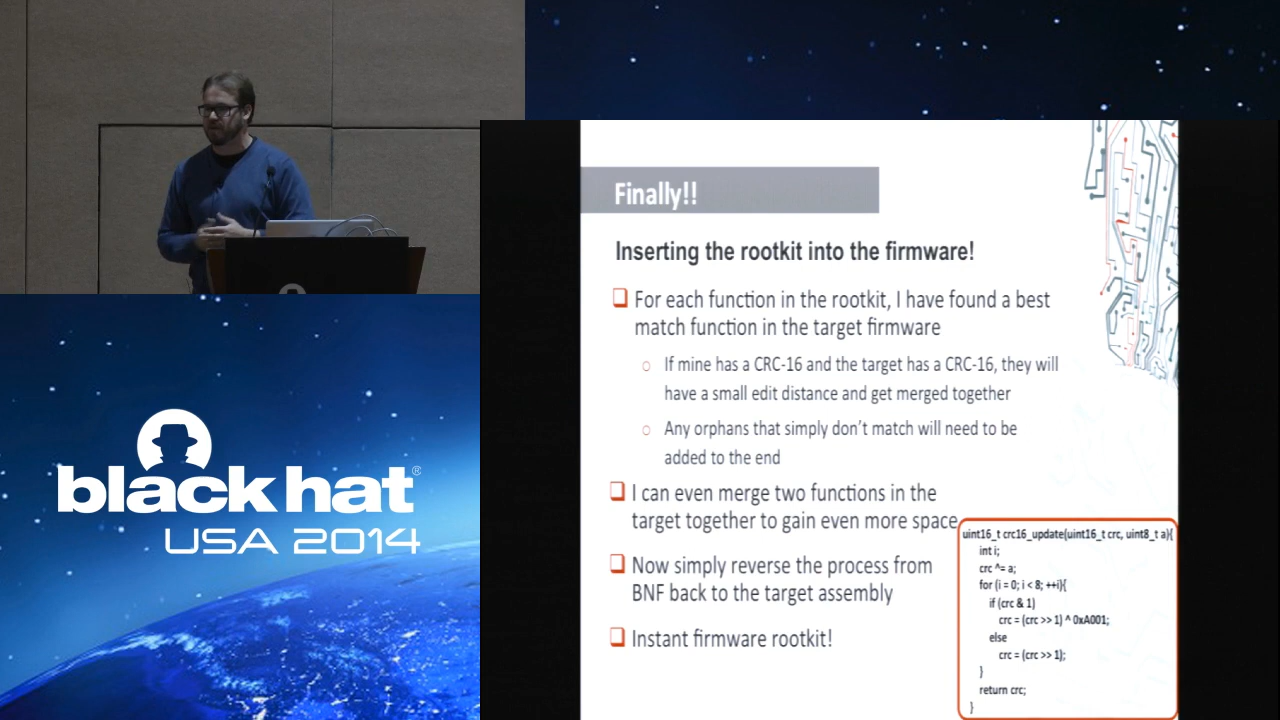 Finally!!
Inserting the rootkit into the firmware!
For each function in the rootkit, I have found a best
match function in the target firmware
If mine has a CRC-16 and the target has a CRC-16, they will
have a small edit distance and get merged together
Any orphans that simply don't match will need to be
added to the end
I can even merge two functions in the
target together to gain even more space
Now simply reverse the process from
BNF back to the target assembly
Instant firmware rootkit!
uint16_t crc16_update(uint16_t crc, uint8_t a){
int i;
crc ^= a;
for (i = 0; i < 8; ++i){
if (crc & 1)
crc = (crc >> 1) ^ 0xA001;
else
crc = (crc >> 1);
}
return crc;
}
black hat®
USA 2014